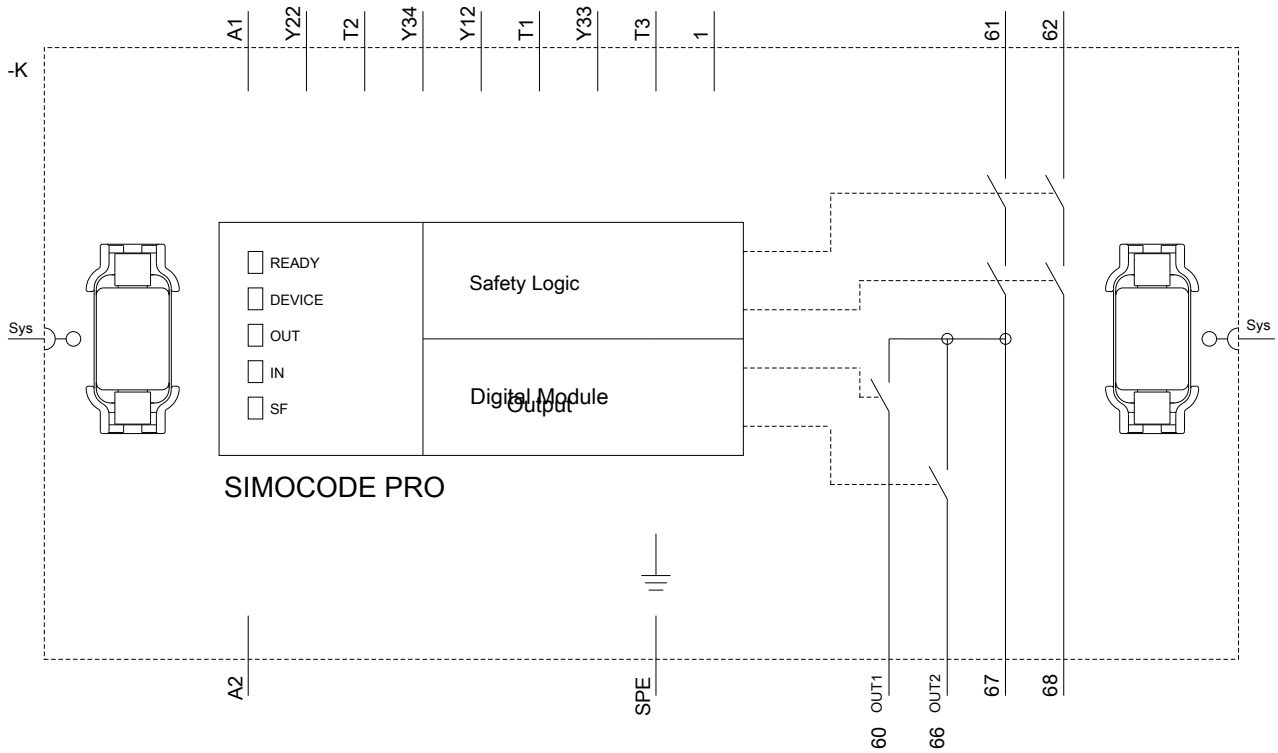 A1
Y22
T2
Y34
Y12
T1
Y33
T3
1
61
62
-K
READY
DEVICE
OUT
IN
SF
Safety Logic
Digital Module
Output
Sys
Sys
SIMOCODE PRO
A2
SPE
60 OUT1
66 OUT2
67
68